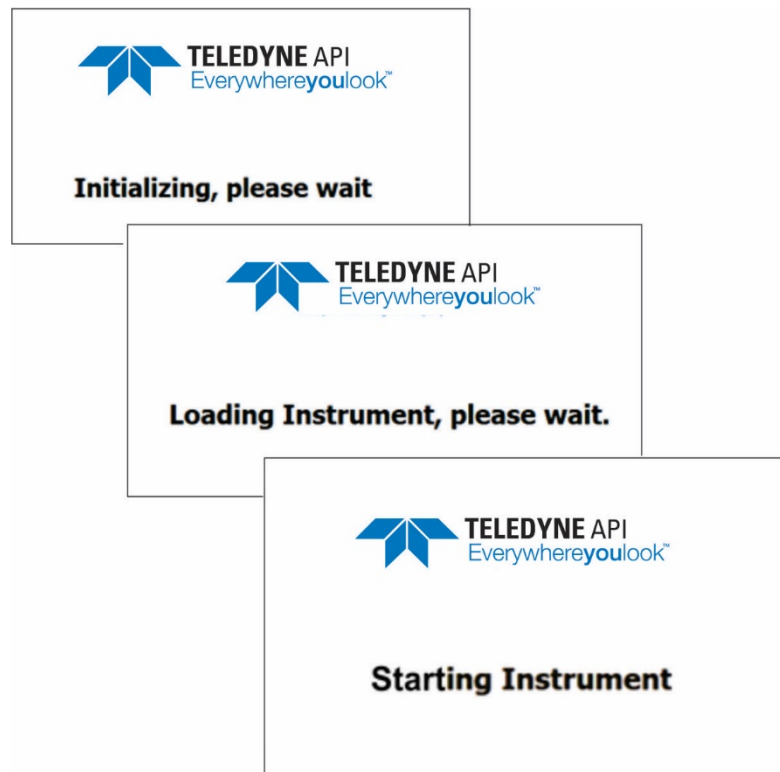 TELEDYNE API
Everywhereyoulook™
Initializing, please wait
TELEDYNE API
Everywhereyoulook™
Loading Instrument, please wait.
TELEDYNE API
Everywhereyoulook™
Starting Instrument